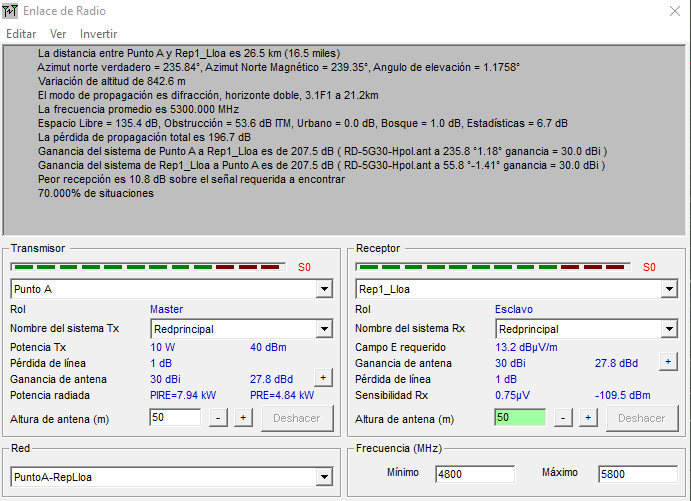 Enlace de Radio
Editar Ver Invertir
La distancia entre Punto A y Rep1_Lloa es 26.5 km (16.5 miles)
Azimut norte verdadero = 235.84°, Azimut Norte Magnético = 239.35°, Angulo de elevación = 1.1758°
Variación de altitud de 842.6 m
El modo de propagación es difracción, horizonte doble, 3.1F1 a 21.2km
La frecuencia promedio es 5300.000 MHz
Espacio Libre = 135.4 dB, Obstrucción = 53.6 dB ITM, Urbano = 0.0 dB, Bosque = 1.0 dB, Estadísticas = 6.7 dB
La pérdida de propagación total es 196.7 dB
Ganancia del sistema de Punto A a Rep1_Lloa es de 207.5 dB ( RD-5G30-Hpol.ant a 235.8 °1.18° ganancia = 30.0 dBi )
Ganancia del sistema de Rep1_Lloa a Punto A es de 207.5 dB ( RD-5G30-Hpol.ant a 55.8 °-1.41° ganancia = 30.0 dBi )
Peor recepción es 10.8 dB sobre el señal requerida a encontrar
70.000% de situaciones
Transmisor
S0
Punto A
Rol Master
Nombre del sistema Tx Redprincipal
Potencia Tx 10 W 40 dBm
Pérdida de línea 1 dB
Ganancia de antena 30 dBi 27.8 dBd +
Potencia radiada PIRE=7.94 kW PRE=4.84 kW
Altura de antena (m) 50 - + Deshacer
Receptor
S0
Rep1_Lloa
Rol Esclavo
Nombre del sistema Rx Redprincipal
Campo E requerido 13.2 dBµV/m
Ganancia de antena 30 dBi 27.8 dBd +
Pérdida de línea 1 dB
Sensibilidad Rx 0.75µV -109.5 dBm
Altura de antena (m) 50 - + Deshacer
Red
PuntoA-RepLloa
Frecuencia (MHz)
Mínimo 4800 Máximo 5800